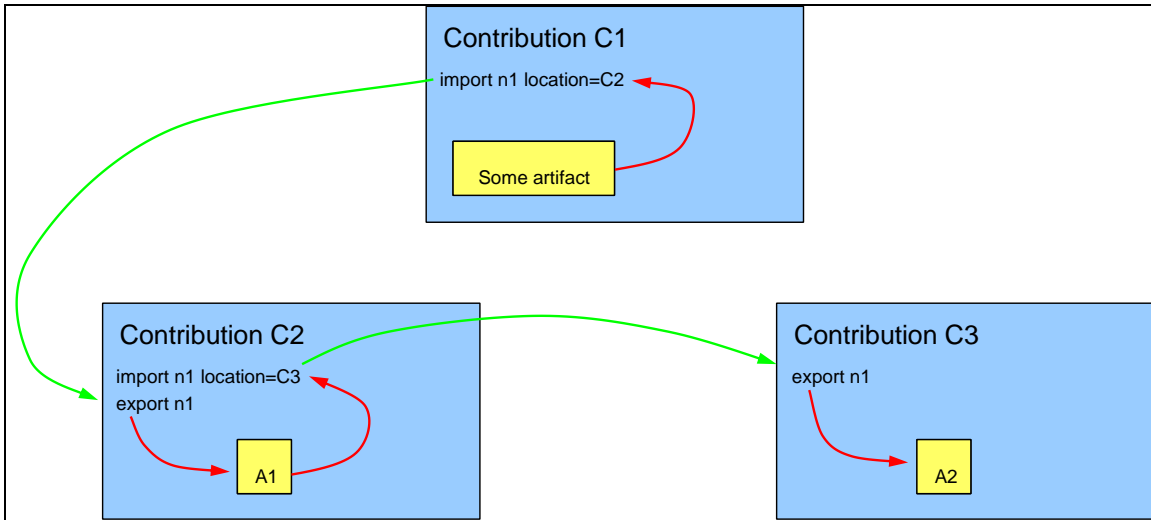 Contribution C1
import n1 location=C2
Some artifact
Contribution C2
import n1 location=C3
export n1
A1
Contribution C3
export n1
A2